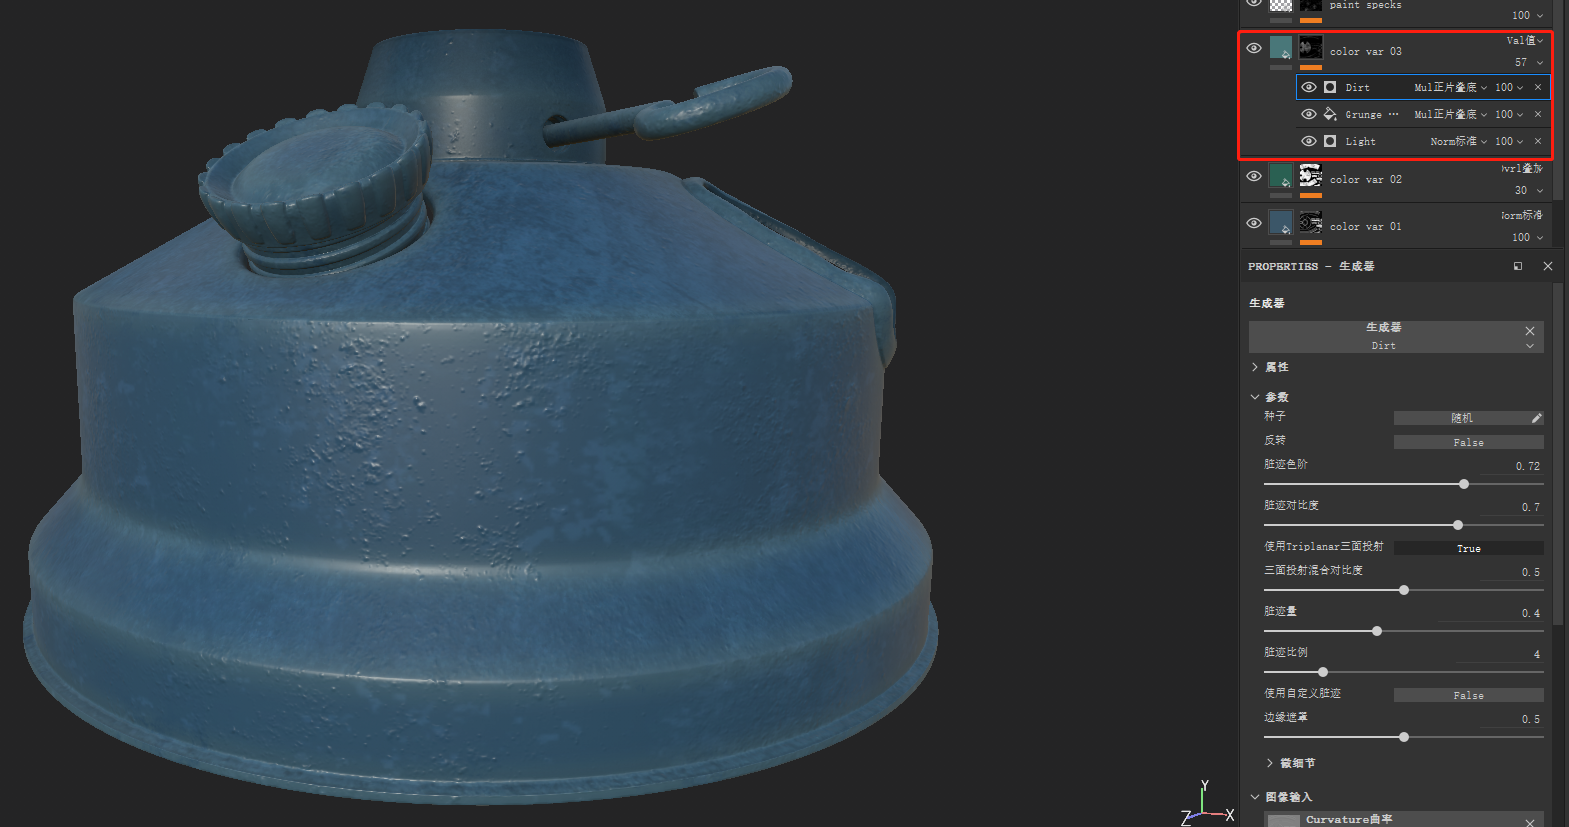 paint specks
100
Val值
color var 03
57
Dirt Mul正片叠底 100
Grunge ··· Mul正片叠底 100
Light Norm标准 100
vrl叠加
color var 02
30
orm标准
color var 01
100
PROPERTIES - 生成器
生成器
生成器
Dirt
属性
参数
种子 随机
反转 False
脏迹色阶 0.72
脏迹对比度 0.7
使用Triplanar三面投射 True
三面投射混合对比度 0.5
脏迹量 0.4
脏迹比例 4
使用自定义脏迹 False
边缘遮罩 0.5
微细节
图像输入
Curvature曲率
Y
Z X